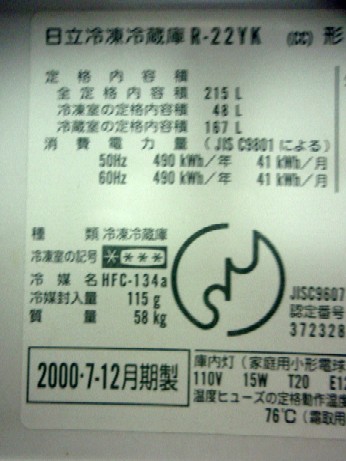 日立冷凍冷蔵庫 R-22YK (CC) 形
定格内容積
全定格内容積 215 L
冷凍室の定格内容積 48 L
冷蔵室の定格内容積 167 L
消費電力量 (JIS C9801による)
50Hz 490 kWh/年 41 kWh/月
60Hz 490 kWh/年 41 kWh/月
種類 冷凍冷蔵庫
冷凍室の記号 ****
冷媒名 HFC-134a
冷媒封入量 115 g
質量 58 kg
JISC9607
認定番号
372328
2000・7-12月期製
庫内灯 (家庭用小形電球
110V 15W T20 E12
温度ヒューズの定格動作温度
76℃ (霜取用